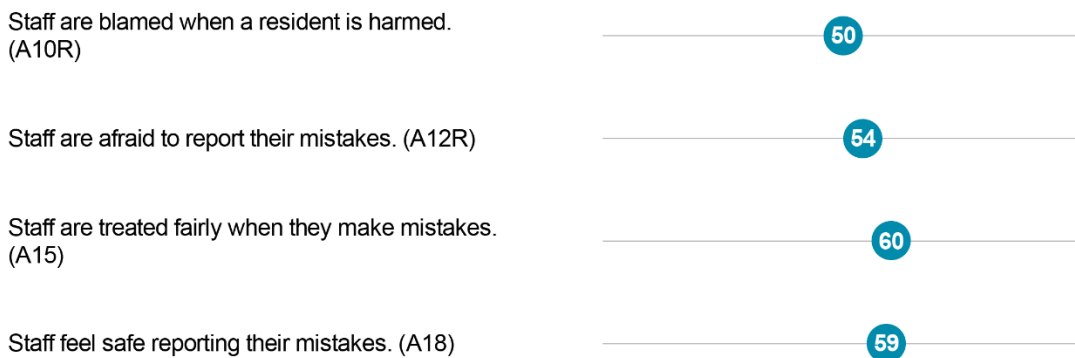 Staff are blamed when a resident is harmed.
(A10R)
50
Staff are afraid to report their mistakes. (A12R)
54
Staff are treated fairly when they make mistakes.
(A15)
60
Staff feel safe reporting their mistakes. (A18)
59